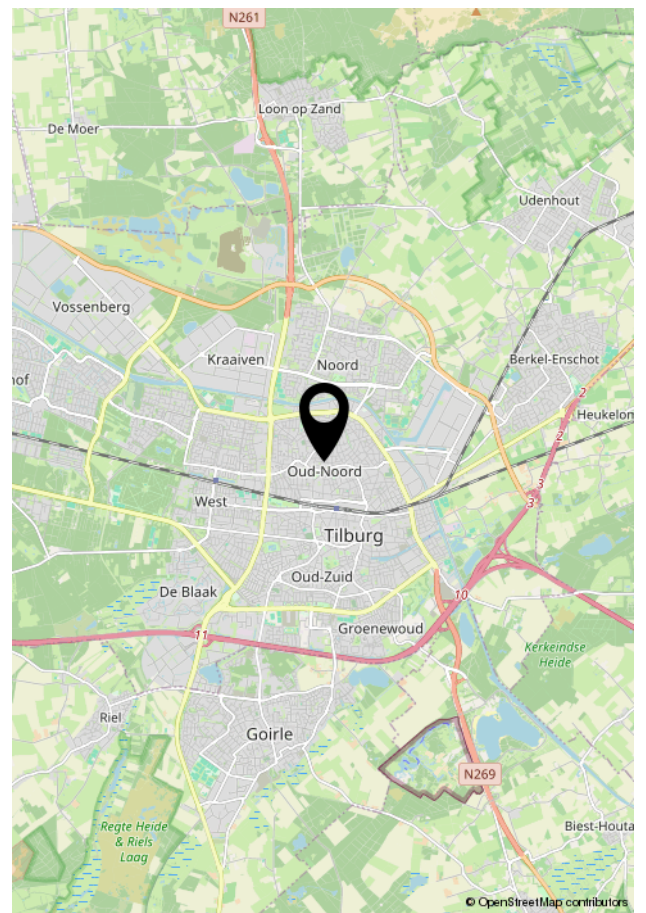 N261
Loon op Zand
De Moer
Udenhout
Vossenberg
Kraaiven
Noord
Berkel-Enschot
hof
2
Heukelom
2
Oud-Noord
3
West
3
Tilburg
Oud-Zuid
De Blaak
10
Groenewoud
11
Kerkeindse
Heide
Riel
Goirle
N269
Regte Heide
& Riels
Laag
Biest-Houta
© OpenStreetMap contributors